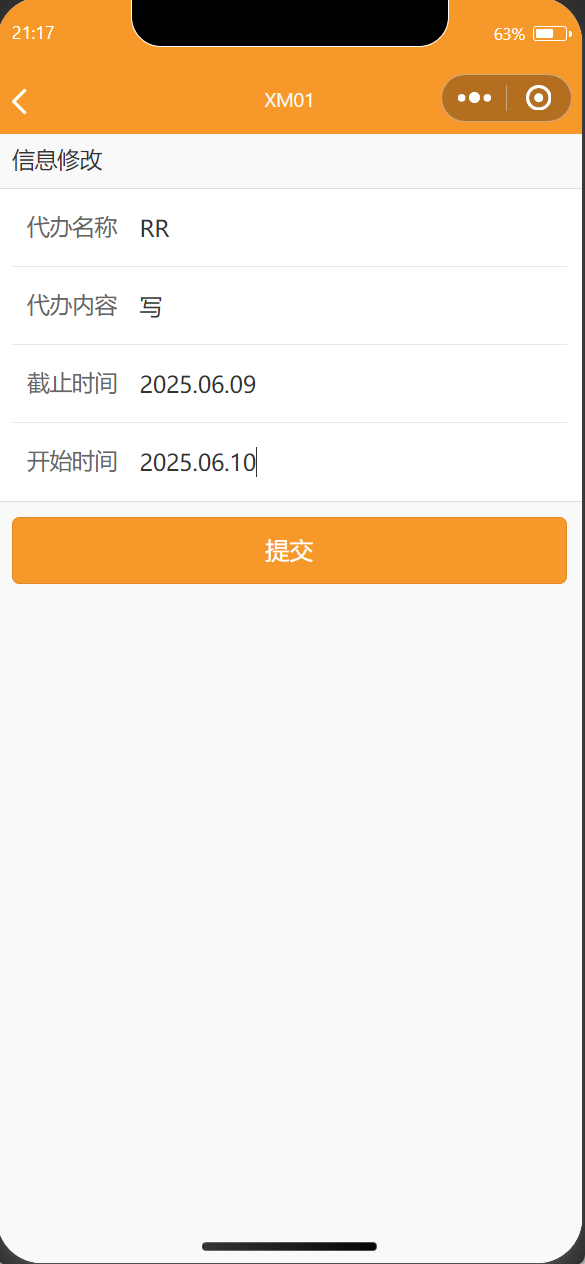 21:17
63%
XM01
信息修改
代办名称 RR
代办内容 写
截止时间 2025.06.09
开始时间 2025.06.10
提交